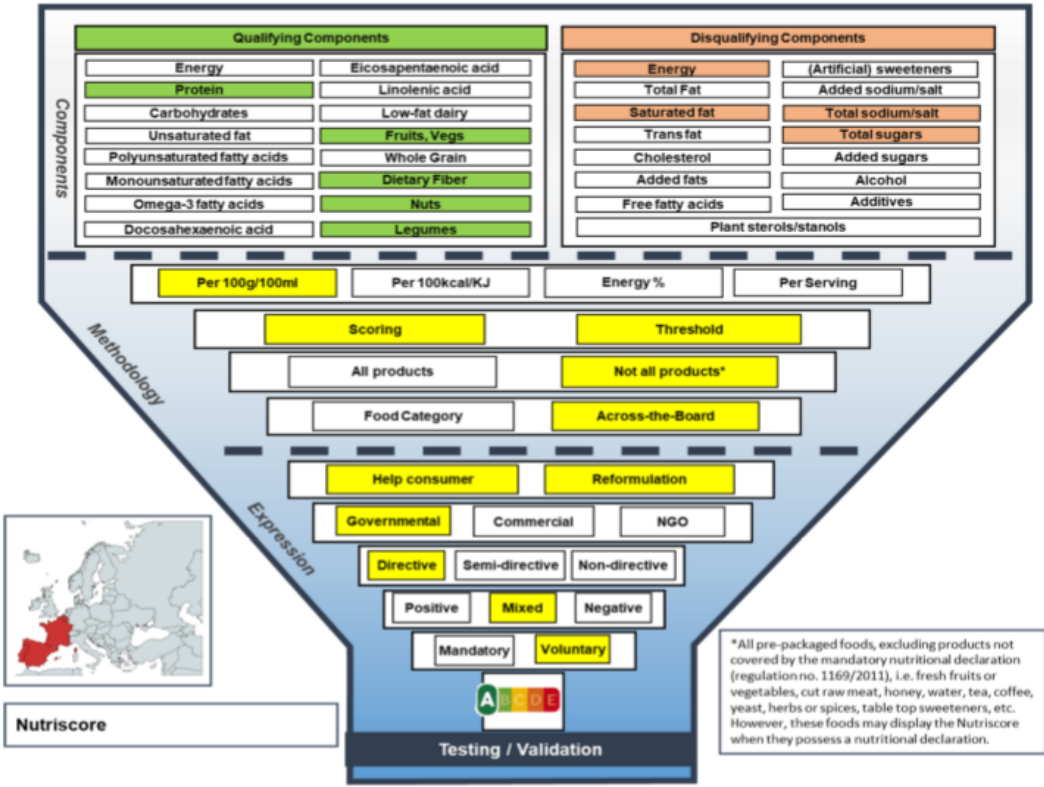 Qualifying Components
Disqualifying Components
Components
Energy
Eicosapentaenoic acid
Protein
Linolenic acid
Carbohydrates
Low-fat dairy
Unsaturated fat
Fruits, Vegs
Polyunsaturated fatty acids
Whole Grain
Monounsaturated fatty acids
Dietary Fiber
Omega-3 fatty acids
Nuts
Docosahexaenoic acid
Legumes
Energy
(Artificial) sweeteners
Total Fat
Added sodium/salt
Saturated fat
Total sodium/salt
Trans fat
Total sugars
Cholesterol
Added sugars
Added fats
Alcohol
Free fatty acids
Additives
Plant sterols/stanols
Methodology
Per 100g/100ml
Per 100kcal/KJ
Energy %
Per Serving
Scoring
Threshold
All products
Not all products*
Food Category
Across-the-Board
Expression
Help consumer
Reformulation
Governmental
Commercial
NGO
Directive
Semi-directive
Non-directive
Positive
Mixed
Negative
Mandatory
Voluntary
A B C D E
Testing / Validation
Nutriscore
*All pre-packaged foods, excluding products not
covered by the mandatory nutritional declaration
(regulation no. 1169/2011), i.e. fresh fruits or
vegetables, cut raw meat, honey, water, tea, coffee,
yeast, herbs or spices, table top sweeteners, etc.
However, these foods may display the Nutriscore
when they possess a nutritional declaration.